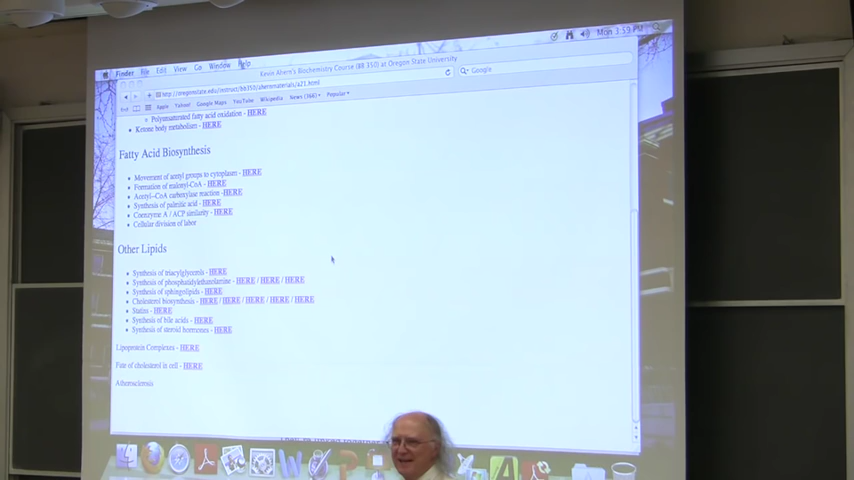 Finder File Edit View Go Window Help
Mon 3:59 PM
Kevin Ahern's Biochemistry Course (BB 350) at Oregon State University
http://oregonstate.edu/instruct/bb350/ahernmaterials/a21.html
Google
Apple Yahoo! Google Maps YouTube Wikipedia News (366) Popular
Polyunsaturated fatty acid oxidation - HERE
Ketone body metabolism - HERE
Fatty Acid Biosynthesis
Movement of acetyl groups to cytoplasm - HERE
Formation of malonyl-CoA - HERE
Acetyl-CoA carboxylase reaction - HERE
Synthesis of palmitic acid - HERE
Coenzyme A / ACP similarity - HERE
Cellular division of labor
Other Lipids
Synthesis of triacylglycerols - HERE
Synthesis of phosphatidylethanolamine - HERE / HERE / HERE
Synthesis of sphingolipids - HERE
Cholesterol biosynthesis - HERE / HERE / HERE / HERE / HERE
Statins - HERE
Synthesis of bile acids - HERE
Synthesis of steroid hormones - HERE
Lipoprotein Complexes - HERE
Fate of cholesterol in cell - HERE
Atherosclerosis